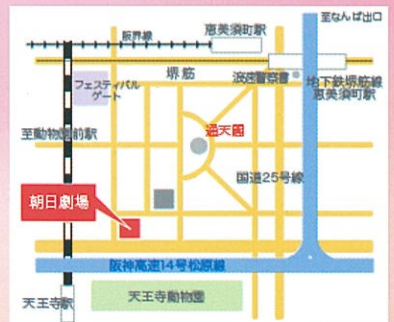 至なんば出口
恵美須町駅
阪界線
堺筋
浪速警察書
地下鉄堺筋線
恵美須町駅
フェスティバル
ゲート
通天閣
至動物園前駅
国道25号線
朝日劇場
阪神高速14号松原線
天王寺動物園
天王寺駅